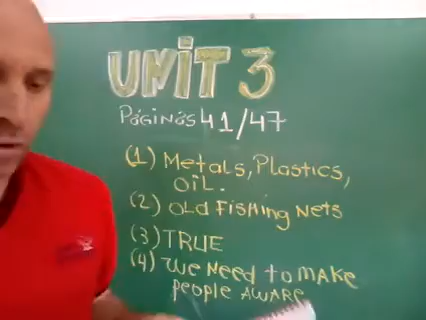 UNIT 3
Páginas 41/47
(1) Metals, Plastics,
OIL.
(2) OLD FisHING NeTs
(3) TRUE
(4) We Need to MAKe
people AWARe